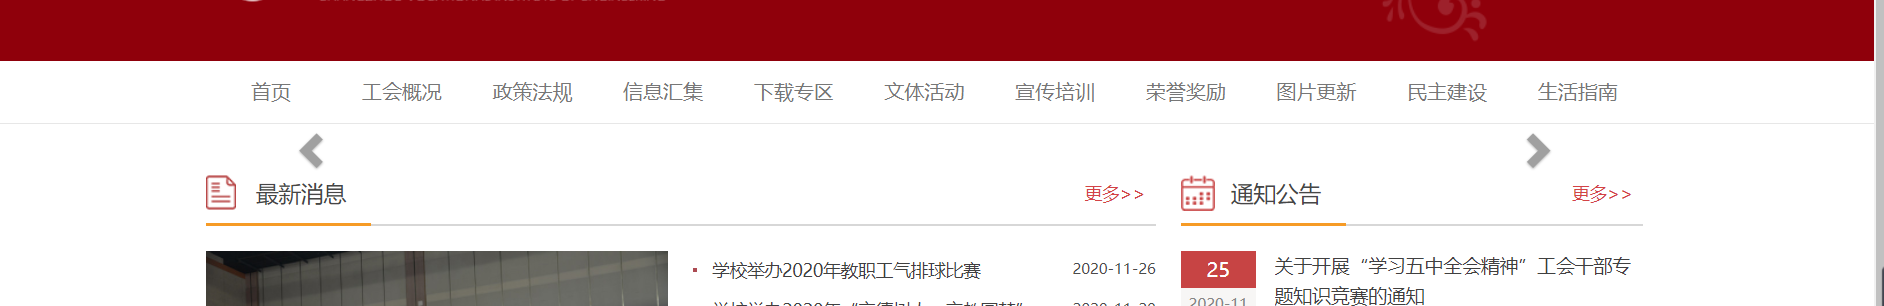 首页 工会概况 政策法规 信息汇集 下载专区 文体活动 宣传培训 荣誉奖励 图片更新 民主建设 生活指南
最新消息 更多>>
通知公告 更多>>
学校举办2020年教职工气排球比赛 2020-11-26
25
2020-11
关于开展“学习五中全会精神”工会干部专
题知识竞赛的通知